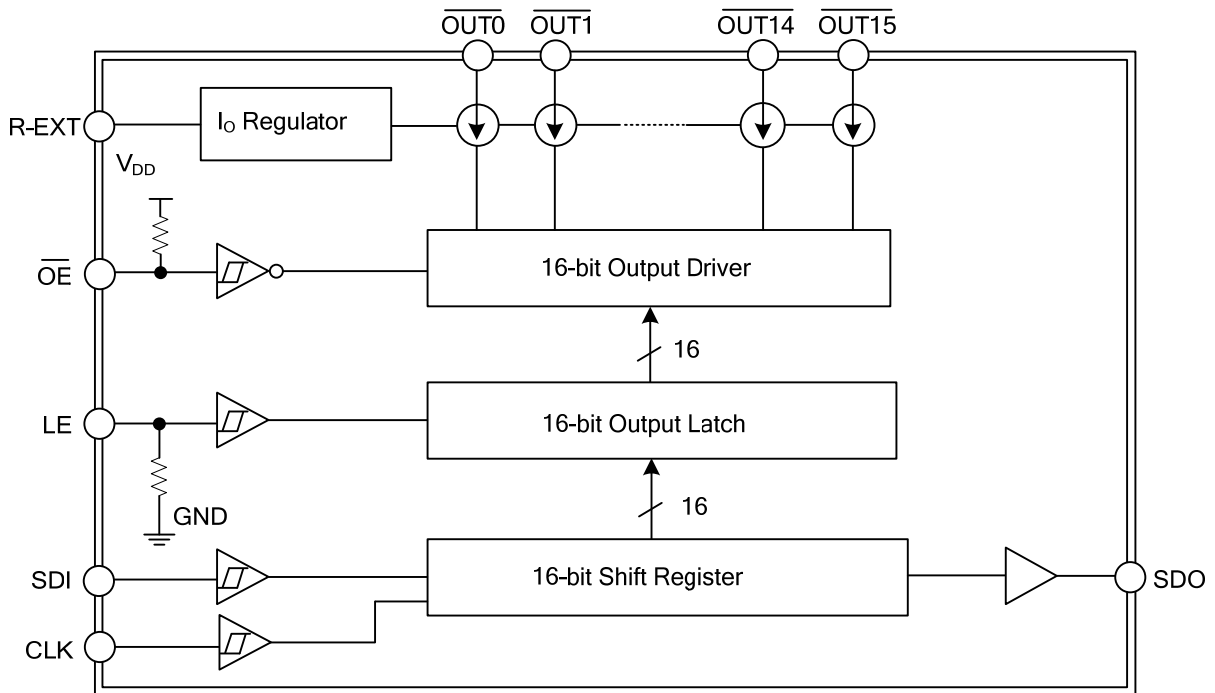 OUT0 OUT1 OUT14 OUT15
R-EXT
IO Regulator
VDD
OE
16-bit Output Driver
16
LE
16-bit Output Latch
16
GND
SDI
16-bit Shift Register
SDO
CLK